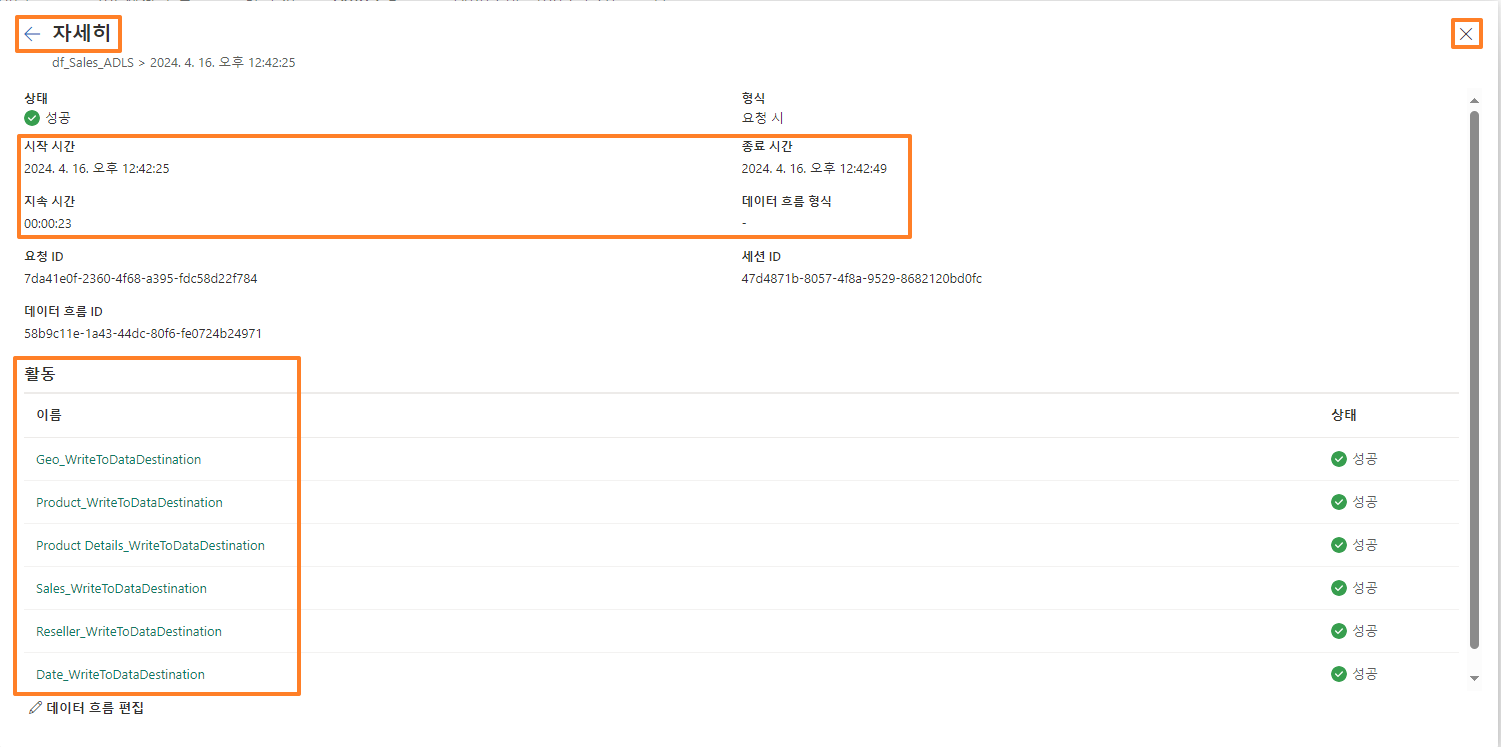 자세히
df_Sales_ADLS > 2024. 4. 16. 오후 12:42:25
상태
성공
형식
요청 시
시작 시간
2024. 4. 16. 오후 12:42:25
종료 시간
2024. 4. 16. 오후 12:42:49
지속 시간
00:00:23
데이터 흐름 형식
-
요청 ID
7da41e0f-2360-4f68-a395-fdc58d22f784
세션 ID
47d4871b-8057-4f8a-9529-8682120bd0fc
데이터 흐름 ID
58b9c11e-1a43-44dc-80f6-fe0724b24971
활동
이름 상태
Geo_WriteToDataDestination 성공
Product_WriteToDataDestination 성공
Product Details_WriteToDataDestination 성공
Sales_WriteToDataDestination 성공
Reseller_WriteToDataDestination 성공
Date_WriteToDataDestination 성공
데이터 흐름 편집